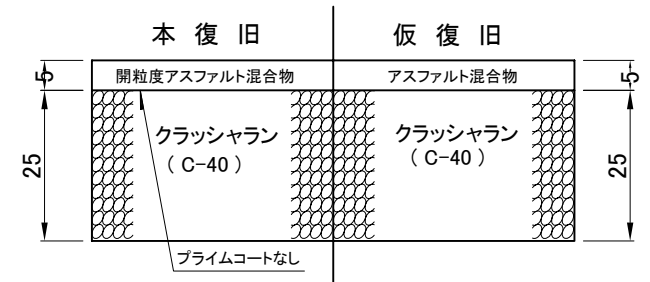 本復旧
仮復旧
5
開粒度アスファルト混合物
アスファルト混合物
5
25
クラッシャラン
（C-40）
クラッシャラン
（C-40）
25
プライムコートなし